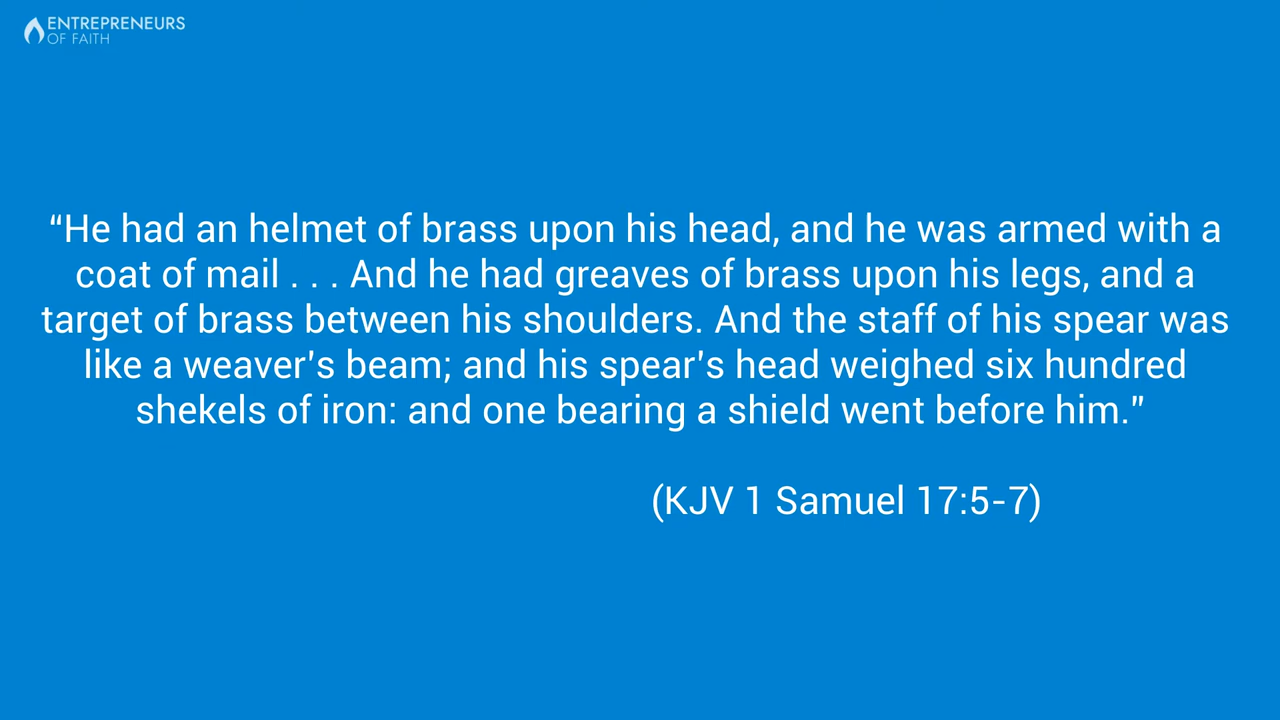 ENTREPRENEURS
OF FAITH
“He had an helmet of brass upon his head, and he was armed with a
coat of mail . . . And he had greaves of brass upon his legs, and a
target of brass between his shoulders. And the staff of his spear was
like a weaver's beam; and his spear's head weighed six hundred
shekels of iron: and one bearing a shield went before him.”
(KJV 1 Samuel 17:5-7)